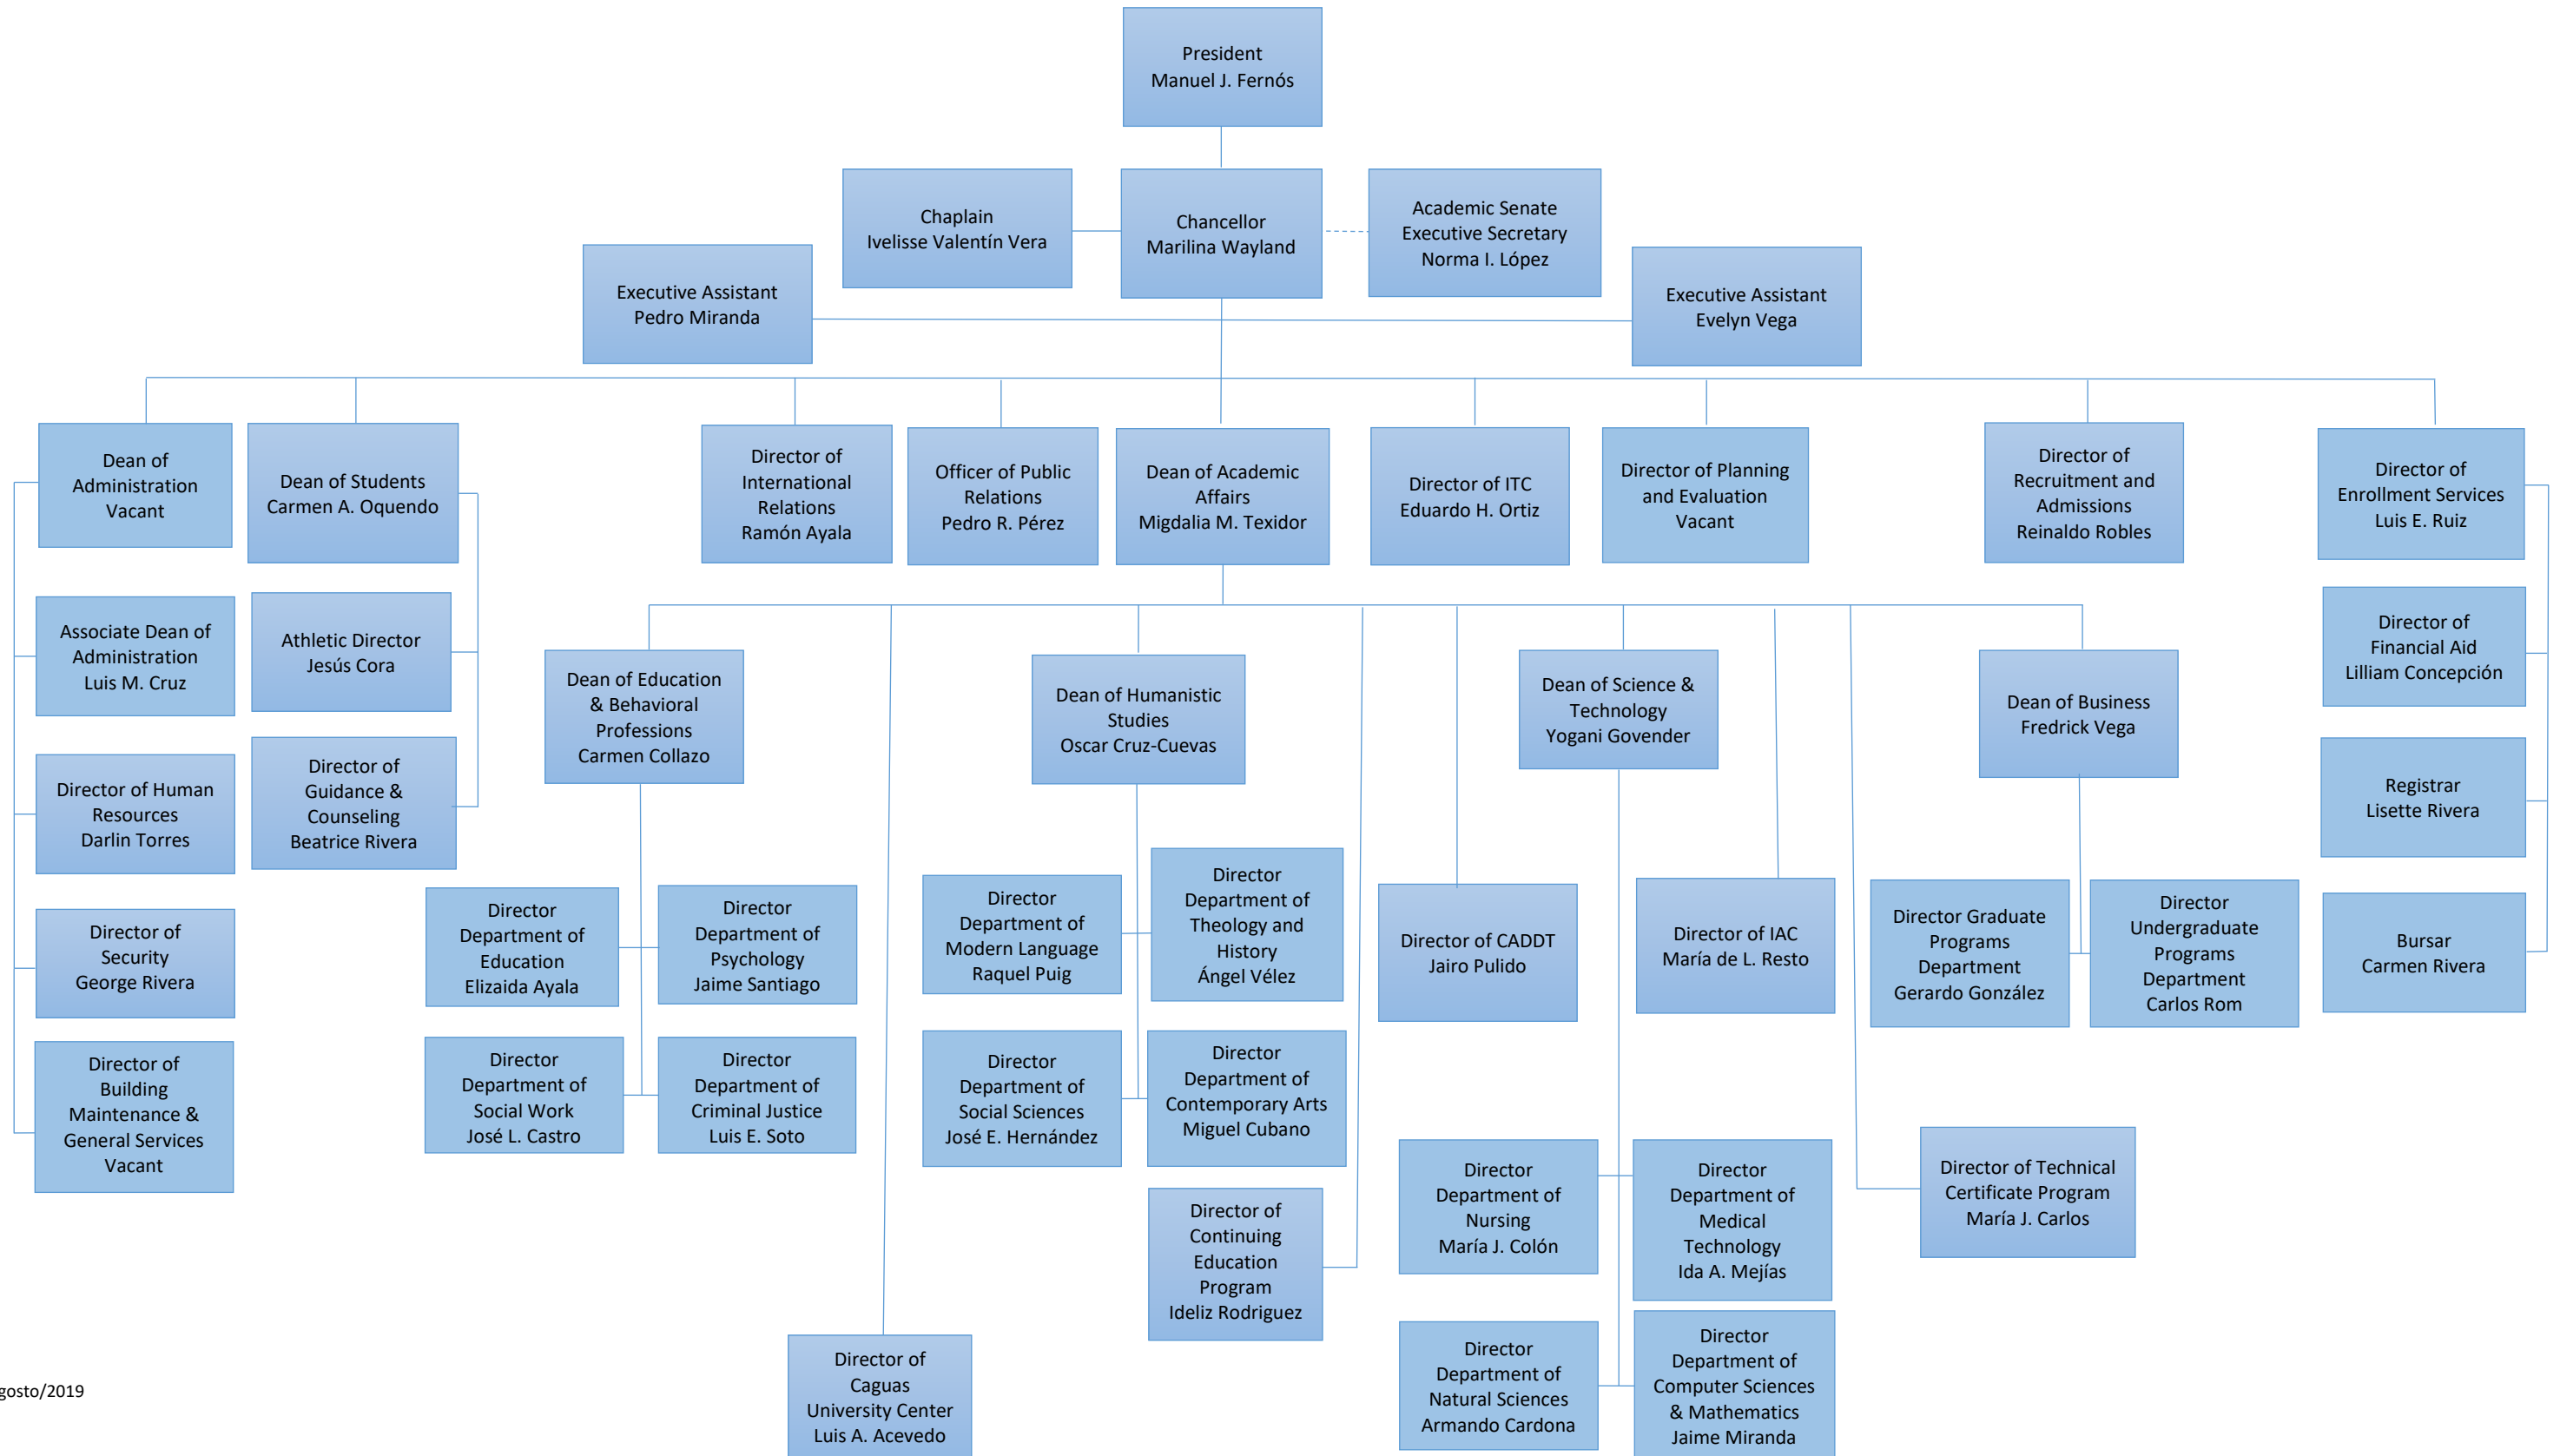 President
Manuel J. Fernós
Chaplain
Ivelisse Valentín Vera
Chancellor
Marilina Wayland
Academic Senate
Executive Secretary
Norma I. López
Executive Assistant
Pedro Miranda
Executive Assistant
Evelyn Vega
Dean of
Administration
Vacant
Dean of Students
Carmen A. Oquendo
Director of
International
Relations
Ramón Ayala
Officer of Public
Relations
Pedro R. Pérez
Dean of Academic
Affairs
Migdalia M. Texidor
Director of ITC
Eduardo H. Ortiz
Director of Planning
and Evaluation
Vacant
Director of
Recruitment and
Admissions
Reinaldo Robles
Director of
Enrollment Services
Luis E. Ruiz
Associate Dean of
Administration
Luis M. Cruz
Athletic Director
Jesús Cora
Director of
Financial Aid
Lilliam Concepción
Dean of Education
& Behavioral
Professions
Carmen Collazo
Dean of Humanistic
Studies
Oscar Cruz-Cuevas
Dean of Science &
Technology
Yogani Govender
Dean of Business
Fredrick Vega
Director of Human
Resources
Darlin Torres
Director of
Guidance &
Counseling
Beatrice Rivera
Registrar
Lisette Rivera
Director of
Security
George Rivera
Director
Department of
Education
Elizaida Ayala
Director
Department of
Psychology
Jaime Santiago
Director
Department of
Modern Language
Raquel Puig
Director
Department of
Theology and
History
Ángel Vélez
Director of CADDT
Jairo Pulido
Director of IAC
María de L. Resto
Director Graduate
Programs
Department
Gerardo González
Director
Undergraduate
Programs
Department
Carlos Rom
Bursar
Carmen Rivera
Director of
Building
Maintenance &
General Services
Vacant
Director
Department of
Social Work
José L. Castro
Director
Department of
Criminal Justice
Luis E. Soto
Director
Department of
Social Sciences
José E. Hernández
Director
Department of
Contemporary Arts
Miguel Cubano
Director
Department of
Nursing
María J. Colón
Director
Department of
Medical
Technology
Ida A. Mejías
Director of Technical
Certificate Program
María J. Carlos
Director of
Continuing
Education
Program
Ideliz Rodriguez
Director of
Caguas
University Center
Luis A. Acevedo
Director
Department of
Natural Sciences
Armando Cardona
Director
Department of
Computer Sciences
& Mathematics
Jaime Miranda
gosto/2019